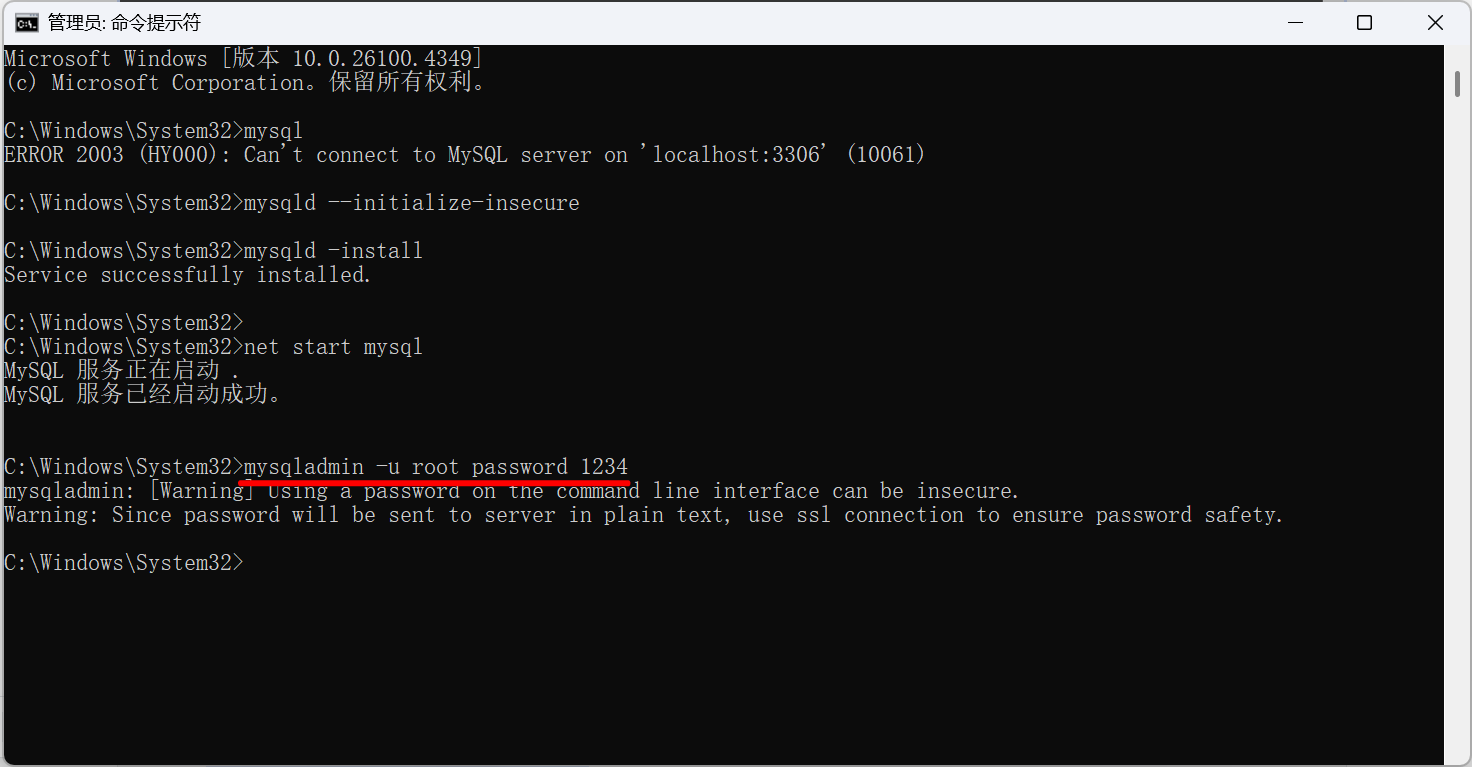 管理员: 命令提示符
Microsoft Windows [版本 10.0.26100.4349]
(c) Microsoft Corporation。保留所有权利。
C:\Windows\System32>mysql
ERROR 2003 (HY000): Can't connect to MySQL server on 'localhost:3306' (10061)
C:\Windows\System32>mysqld --initialize-insecure
C:\Windows\System32>mysqld -install
Service successfully installed.
C:\Windows\System32>
C:\Windows\System32>net start mysql
MySQL 服务正在启动 .
MySQL 服务已经启动成功。
C:\Windows\System32>mysqladmin -u root password 1234
mysqladmin: [Warning] Using a password on the command line interface can be insecure.
Warning: Since password will be sent to server in plain text, use ssl connection to ensure password safety.
C:\Windows\System32>